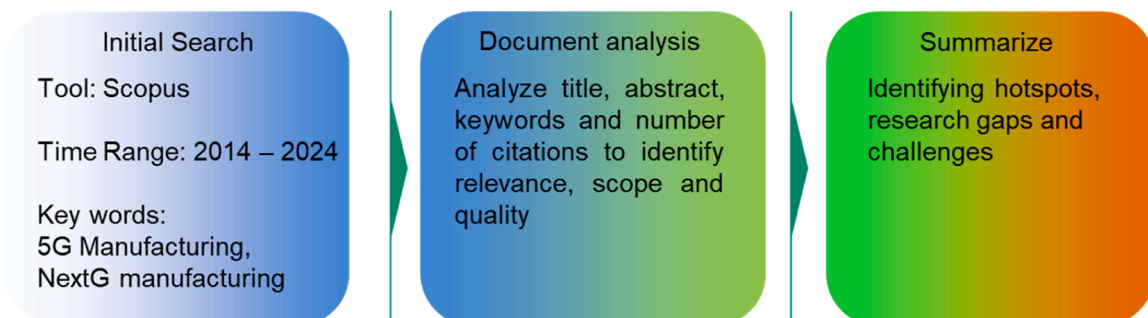 Initial Search
Tool: Scopus
Time Range: 2014 – 2024
Key words:
5G Manufacturing,
NextG manufacturing
Document analysis
Analyze title, abstract,
keywords and number
of citations to identify
relevance, scope and
quality
Summarize
Identifying hotspots,
research gaps and
challenges